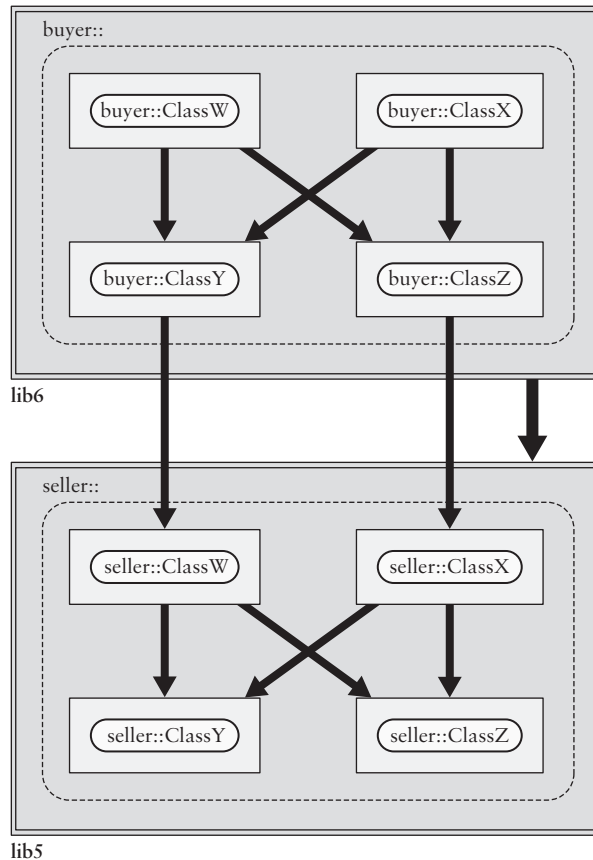 buyer::
buyer::ClassW buyer::ClassX
buyer::ClassY buyer::ClassZ
lib6
seller::
seller::ClassW seller::ClassX
seller::ClassY seller::ClassZ
lib5